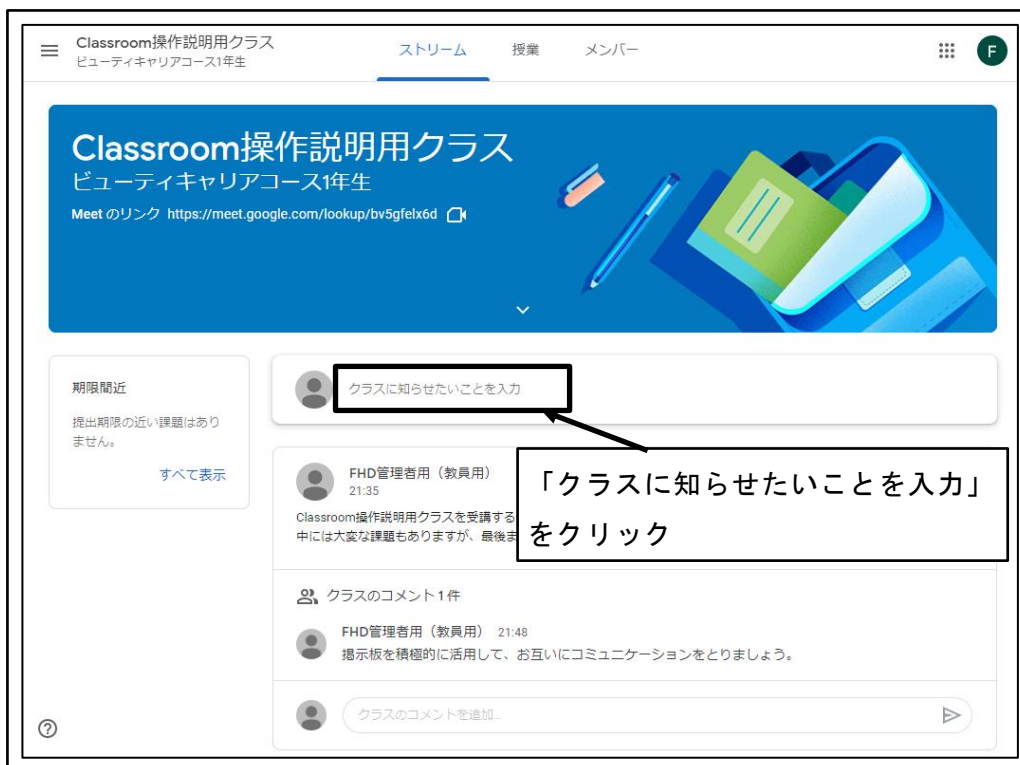 Classroom操作説明用クラス
ビューティキャリアコース1年生
ストリーム 授業 メンバー
F
Classroom操作説明用クラス
ビューティキャリアコース1年生
Meet のリンク https://meet.google.com/lookup/bv5gfelx6d
期限間近
提出期限の近い課題はあり
ません。
すべて表示
クラスに知らせたいことを入力
FHD管理者用（教員用）
21:35
Classroom操作説明用クラスを受講する
中には大変な課題もありますが、最後ま
「クラスに知らせたいことを入力」
をクリック
クラスのコメント 1 件
FHD管理者用（教員用） 21:48
掲示板を積極的に活用して、お互いにコミュニケーションをとりましょう。
クラスのコメントを追加...